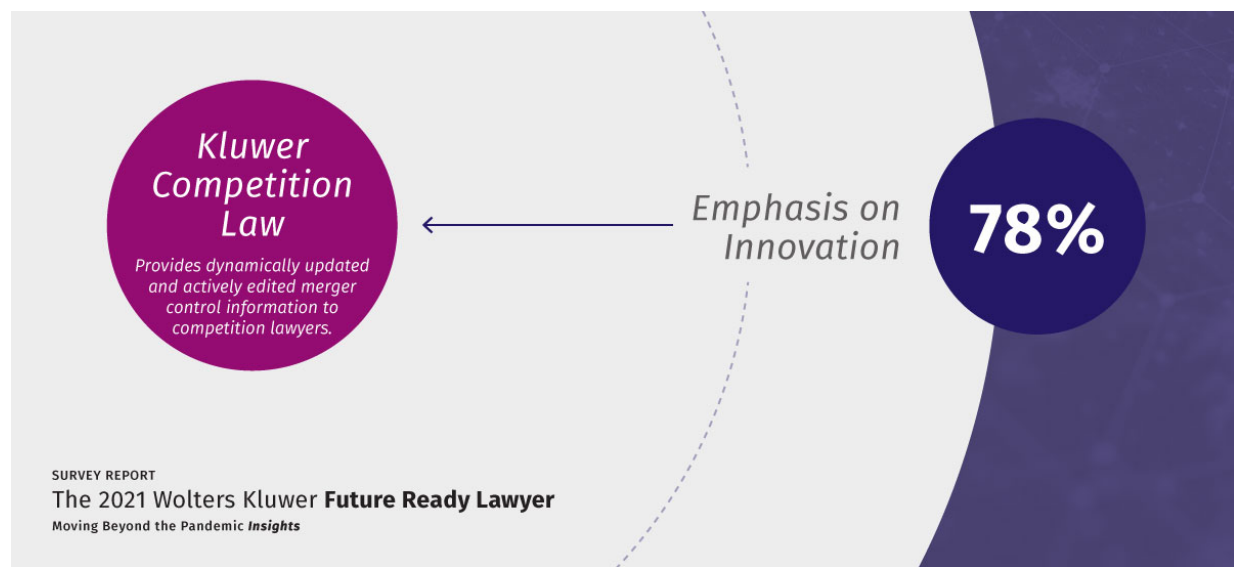 Kluwer
Competition
Law
Provides dynamically updated
and actively edited merger
control information to
competition lawyers.
Emphasis on
Innovation
78%
SURVEY REPORT
The 2021 Wolters Kluwer Future Ready Lawyer
Moving Beyond the Pandemic Insights